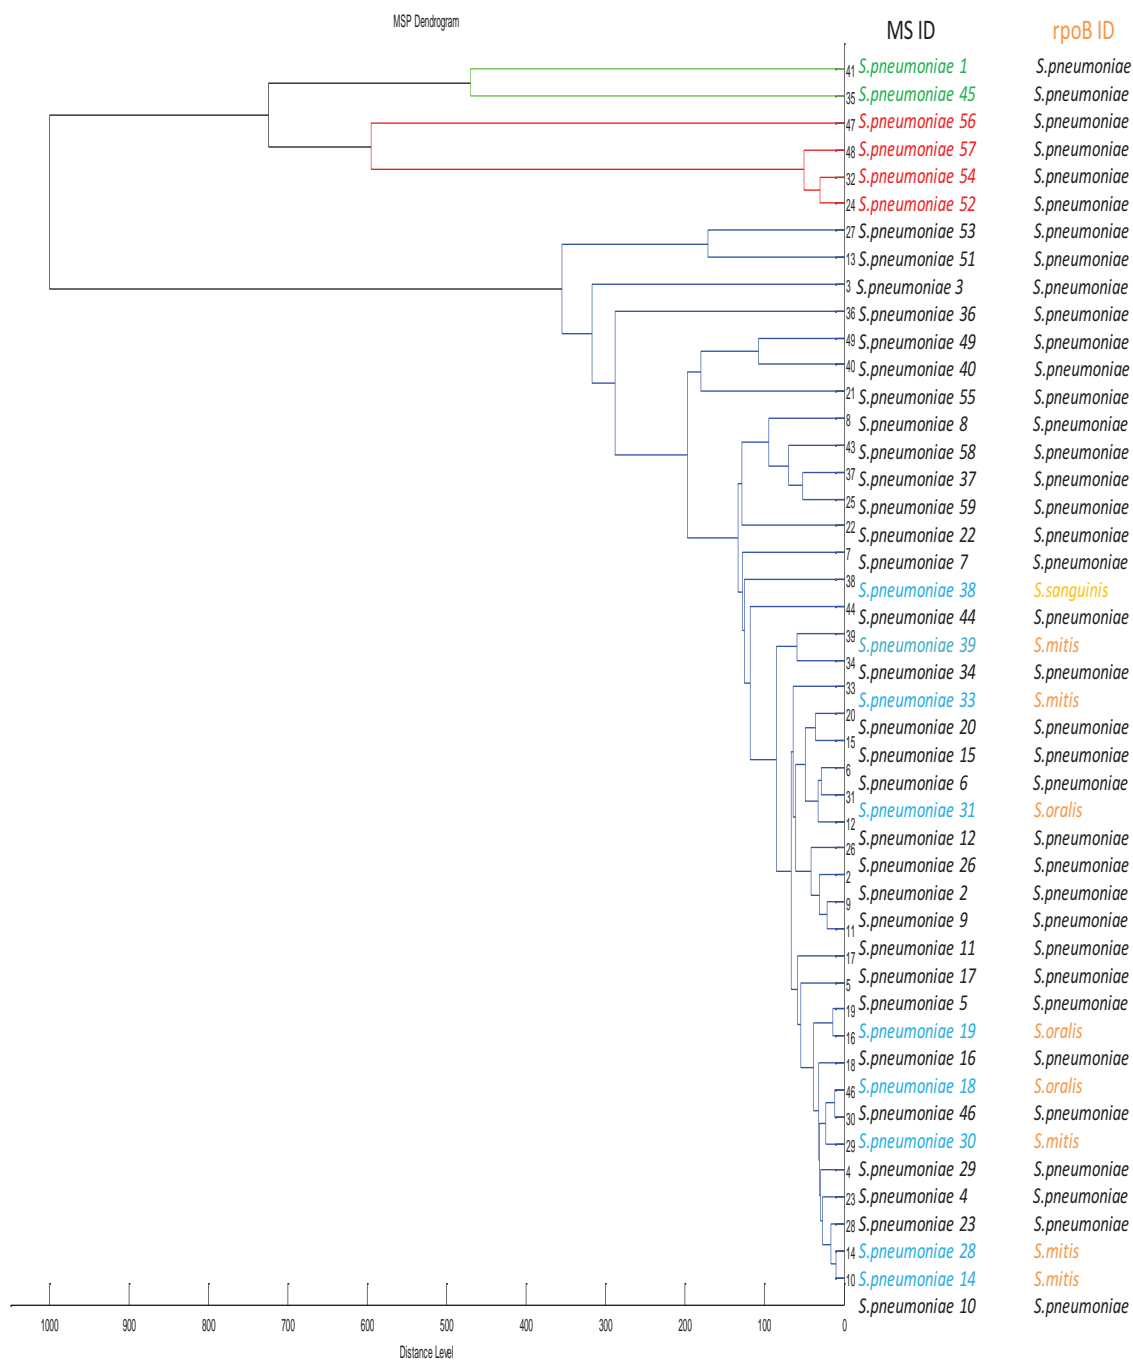 MSP Dendrogram
MS ID rpoB ID
41 S.pneumoniae 1 S.pneumoniae
35 S.pneumoniae 45 S.pneumoniae
47 S.pneumoniae 56 S.pneumoniae
48 S.pneumoniae 57 S.pneumoniae
32 S.pneumoniae 54 S.pneumoniae
24 S.pneumoniae 52 S.pneumoniae
27 S.pneumoniae 53 S.pneumoniae
13 S.pneumoniae 51 S.pneumoniae
3 S.pneumoniae 3 S.pneumoniae
36 S.pneumoniae 36 S.pneumoniae
49 S.pneumoniae 49 S.pneumoniae
40 S.pneumoniae 40 S.pneumoniae
21 S.pneumoniae 55 S.pneumoniae
8 S.pneumoniae 8 S.pneumoniae
43 S.pneumoniae 58 S.pneumoniae
37 S.pneumoniae 37 S.pneumoniae
25 S.pneumoniae 59 S.pneumoniae
22 S.pneumoniae 22 S.pneumoniae
7 S.pneumoniae 7 S.pneumoniae
38 S.pneumoniae 38 S.sanguinis
44 S.pneumoniae 44 S.pneumoniae
39 S.pneumoniae 39 S.mitis
34 S.pneumoniae 34 S.pneumoniae
33 S.pneumoniae 33 S.mitis
20 S.pneumoniae 20 S.pneumoniae
15 S.pneumoniae 15 S.pneumoniae
6 S.pneumoniae 6 S.pneumoniae
31 S.pneumoniae 31 S.oralis
12 S.pneumoniae 12 S.pneumoniae
26 S.pneumoniae 26 S.pneumoniae
2 S.pneumoniae 2 S.pneumoniae
9 S.pneumoniae 9 S.pneumoniae
11 S.pneumoniae 11 S.pneumoniae
17 S.pneumoniae 17 S.pneumoniae
5 S.pneumoniae 5 S.pneumoniae
19 S.pneumoniae 19 S.oralis
16 S.pneumoniae 16 S.pneumoniae
18 S.pneumoniae 18 S.oralis
46 S.pneumoniae 46 S.pneumoniae
30 S.pneumoniae 30 S.mitis
29 S.pneumoniae 29 S.pneumoniae
4 S.pneumoniae 4 S.pneumoniae
23 S.pneumoniae 23 S.pneumoniae
28 S.pneumoniae 28 S.mitis
14 S.pneumoniae 14 S.mitis
10 S.pneumoniae 10 S.pneumoniae
1000 900 800 700 600 500 400 300 200 100 0
Distance Level